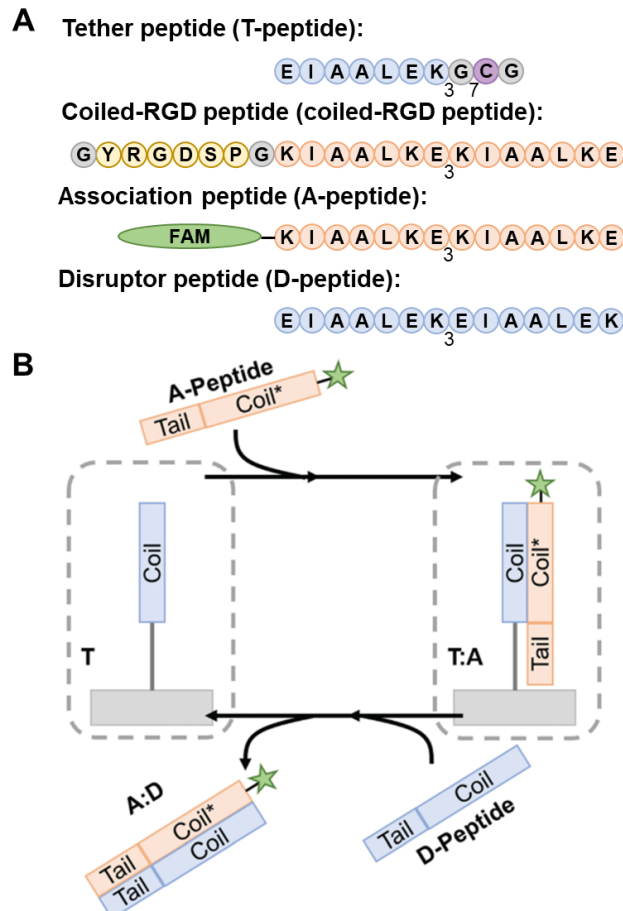 A
Tether peptide (T-peptide):
E I A A L E K G C G
3 7
Coiled-RGD peptide (coiled-RGD peptide):
G Y R G D S P G K I A A L K E K I A A L K E
3
Association peptide (A-peptide):
FAM K I A A L K E K I A A L K E
3
Disruptor peptide (D-peptide):
E I A A L E K E I A A L E K
3
B
A-Peptide
Tail Coil*
Coil
T
Coil Coil*
Tail
T:A
A:D
Tail Coil*
Tail Coil
Tail Coil
D-Peptide